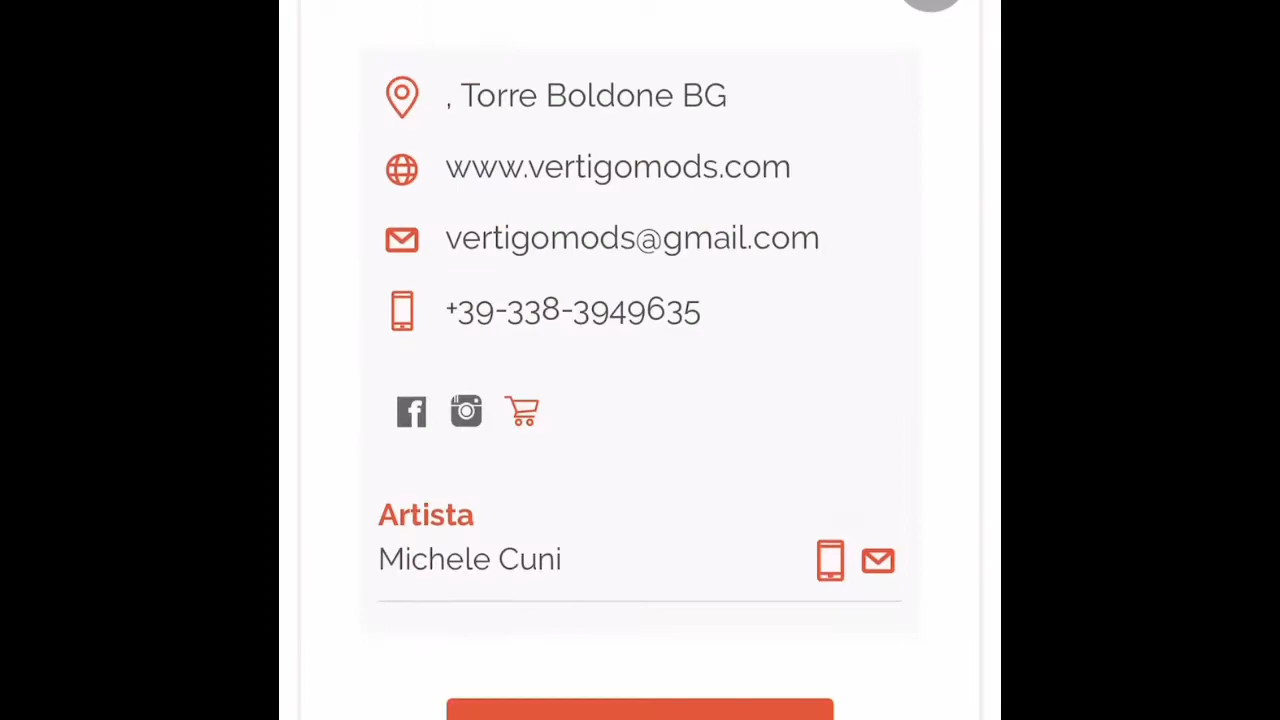 , Torre Boldone BG
www.vertigomods.com
vertigomods@gmail.com
+39-338-3949635
Artista
Michele Cuni